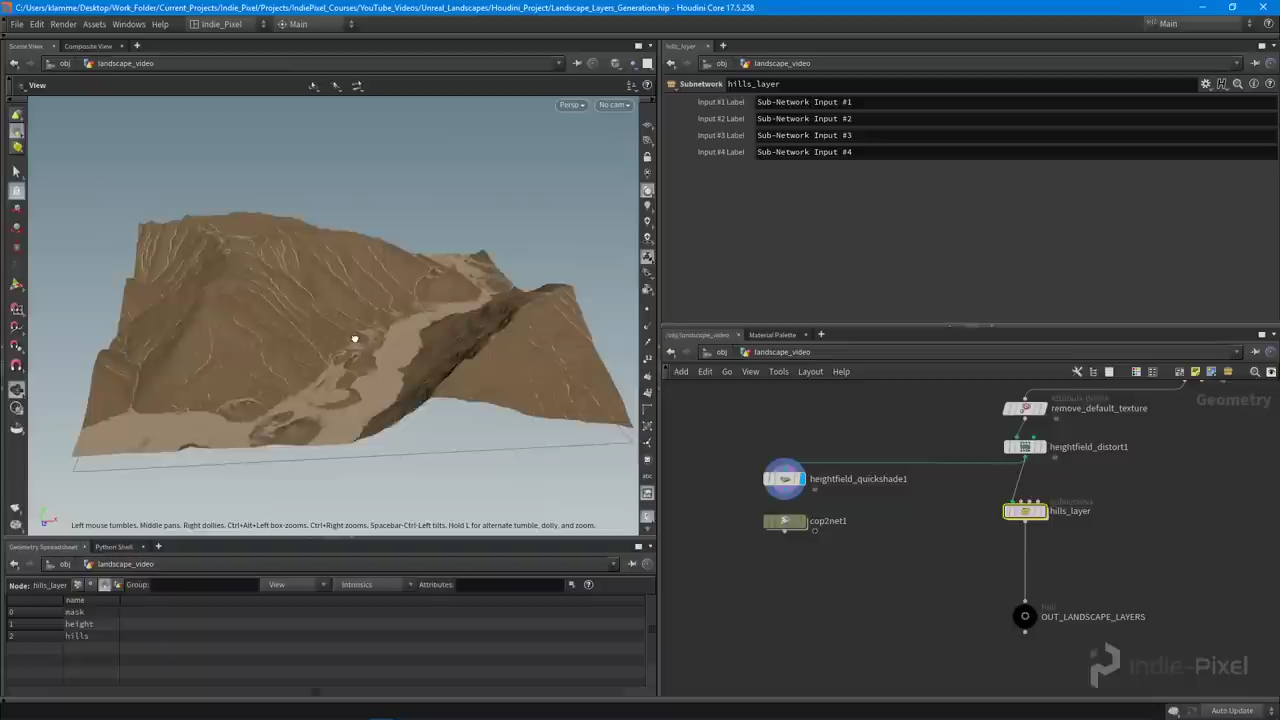 C:/Users/klamme/Desktop/Work_Folder/Current_Projects/Indie_Pixel/Projects/IndiePixel_Courses/YouTube_Videos/Unreal_Landscapes/Houdini_Project/Landscape_Layers_Generation.hip - Houdini Core 17.5.258
File Edit Render Assets Windows Help Indie_Pixel Main Main
Scene View Composite View
obj landscape_video
View
Persp No cam
Left mouse tumbles. Middle pans. Right dollies. Ctrl+Alt+Left box-zooms. Ctrl+Right zooms. Spacebar-Ctrl-Left tilts. Hold L for alternate tumble, dolly, and zoom.
Geometry Spreadsheet Python Shell
obj landscape_video
Node: hills_layer Group: View Intrinsics Attributes:
name
0 mask
1 height
2 hills
hills_layer
obj landscape_video
Subnetwork hills_layer
Input #1 Label Sub-Network Input #1
Input #2 Label Sub-Network Input #2
Input #3 Label Sub-Network Input #3
Input #4 Label Sub-Network Input #4
/obj/landscape_video Material Palette
obj landscape_video
Add Edit Go View Tools Layout Help
Geometry
remove_default_texture
heightfield_distort1
heightfield_quickshade1
hills_layer
cop2net1
Null
OUT_LANDSCAPE_LAYERS
Indie-Pixel
Auto Update